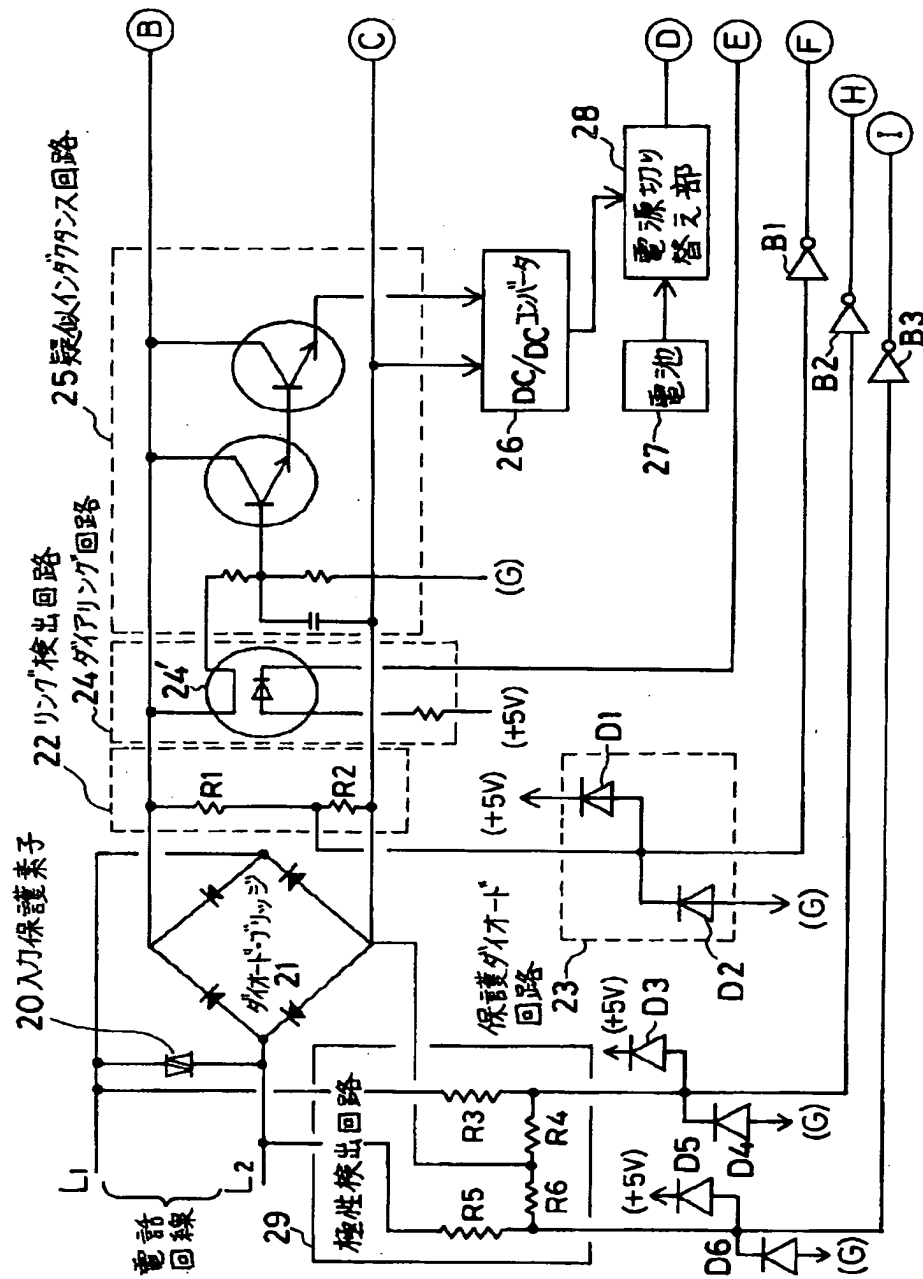 L1
電話
回線
L2
20 入力保護素子
ダイオード・ブリッジ
21
22 リング検出回路
R1
R2
24 ダイアリング回路
24'
(+5V)
25 疑似インダクタンス回路
(G)
B
C
26
DC/DCコンバータ
27
電池
28
電源切り
替え部
D
E
F
H
I
B1
B2
B3
29
極性検出回路
R3
R4
R5
R6
保護ダイオード
回路
23
(+5V)
D1
D2
(G)
(+5V)
D3
D4
(G)
(+5V)
D5
D6
(G)